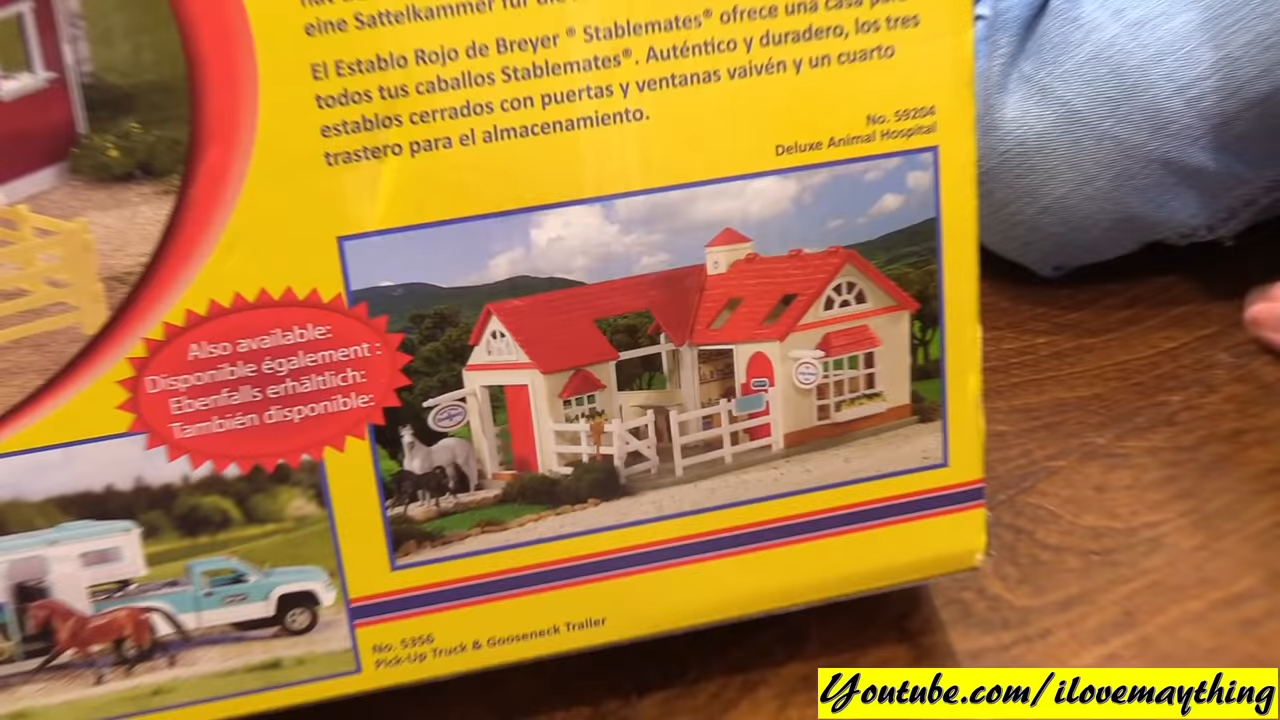 eine Sattelkammer für die
El Establo Rojo de Breyer ® Stablemates® ofrece una casa para
todos tus caballos Stablemates®. Auténtico y duradero, los tres
establos cerrados con puertas y ventanas vaivén y un cuarto
trastero para el almacenamiento.
No. 59204
Deluxe Animal Hospital
Also available:
Disponible également :
Ebenfalls erhältlich:
También disponible:
No. 5356
Pick-Up Truck & Gooseneck Trailer
Youtube.com/ilovemaything